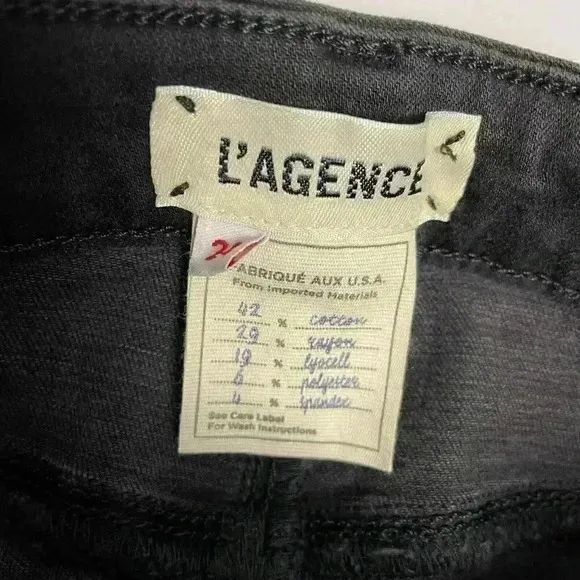 L'AGENCE
FABRIQUÉ AUX U.S.A.
From Imported Materials
42 % cotton
29 % rayon
19 % lyocell
6 % polyester
4 % spandex
See Care Label
For Wash Instructions